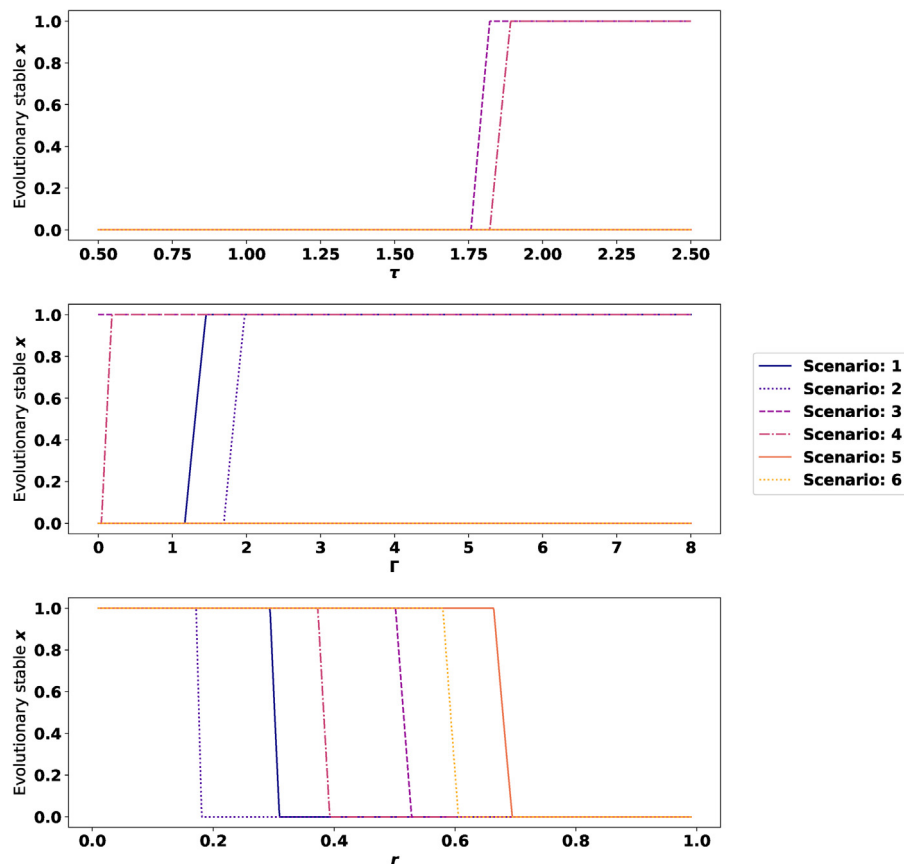 Evolutionary stable x
1.0
0.8
0.6
0.4
0.2
0.0
0.50 0.75 1.00 1.25 1.50 1.75 2.00 2.25 2.50
τ
Evolutionary stable x
1.0
0.8
0.6
0.4
0.2
0.0
0 1 2 3 4 5 6 7 8
Γ
Scenario: 1
Scenario: 2
Scenario: 3
Scenario: 4
Scenario: 5
Scenario: 6
Evolutionary stable x
1.0
0.8
0.6
0.4
0.2
0.0
0.0 0.2 0.4 0.6 0.8 1.0
r